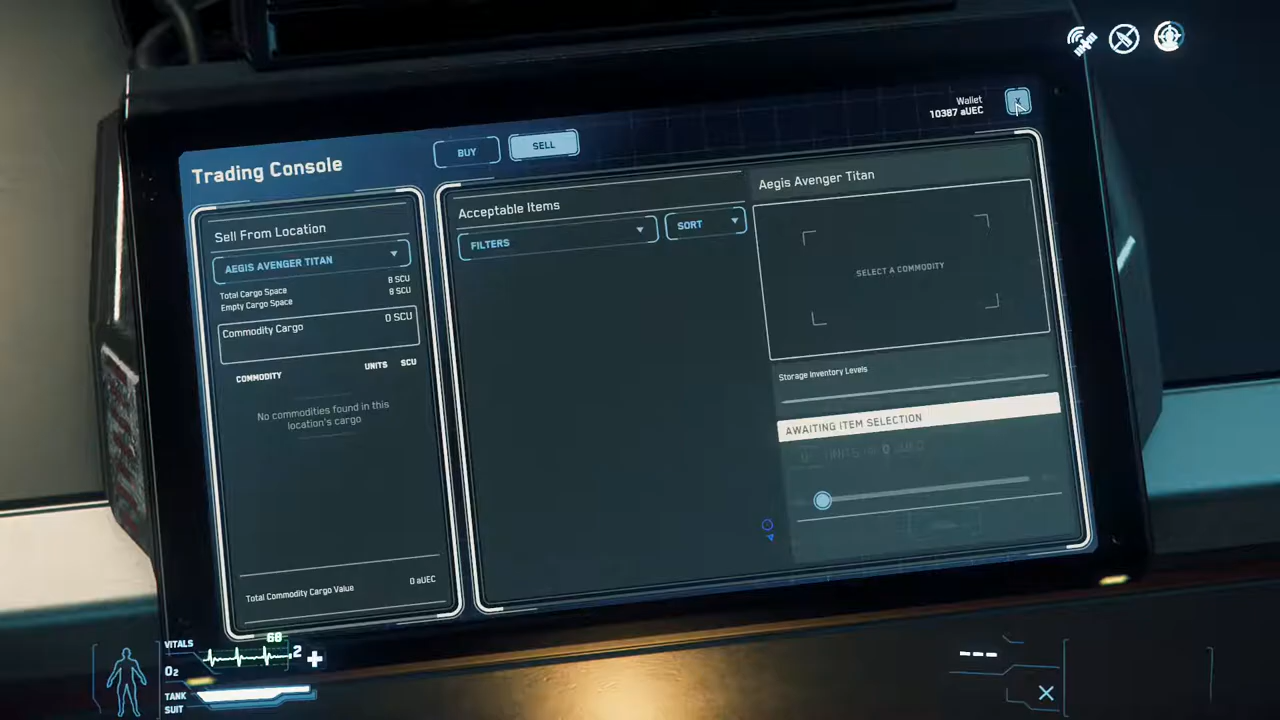 Wallet
10387 aUEC
Trading Console
BUY
SELL
Sell From Location
AEGIS AVENGER TITAN
Total Cargo Space 8 SCU
Empty Cargo Space 8 SCU
Commodity Cargo 0 SCU
COMMODITY UNITS SCU
No commodities found in this
location's cargo
Total Commodity Cargo Value 0 aUEC
Acceptable Items
FILTERS
SORT
Aegis Avenger Titan
SELECT A COMMODITY
Storage Inventory Levels
AWAITING ITEM SELECTION
VITALS
68
2
O2
TANK
SUIT